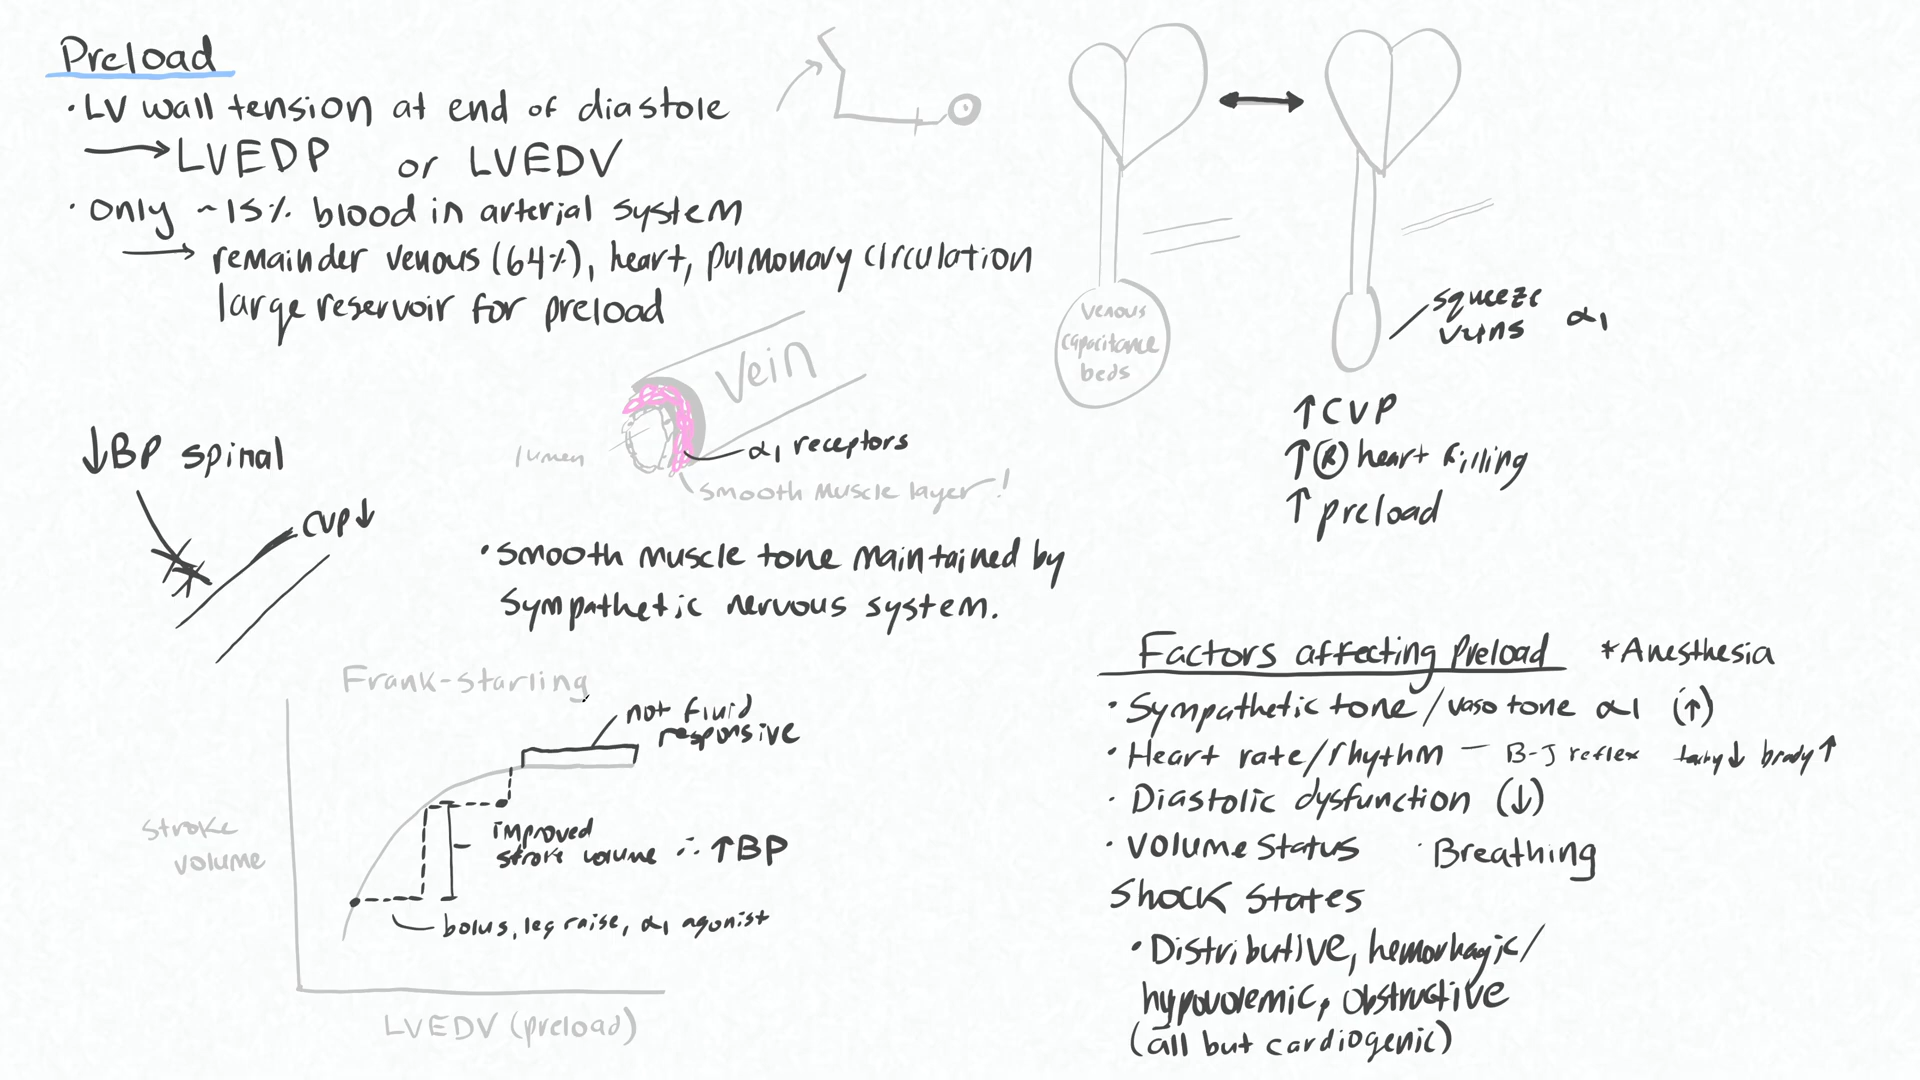 Preload
· LV wall tension at end of diastole
→ LVEDP or LVEDV
· Only ~15% blood in arterial system
→ remainder venous (64%), heart, pulmonary circulation
large reservoir for preload
venous
capacitance
beds
squeeze
veins α1
↑ CVP
↑ (R) heart filling
↑ preload
Vein
lumen
α1 receptors
smooth muscle layer!
↓BP spinal
CVP↓
· Smooth muscle tone maintained by
Sympathetic nervous system.
Frank-starling
not fluid
responsive
stroke
volume
improved
stroke volume ∴ ↑BP
bolus, leg raise, α1 agonist
LVEDV (preload)
Factors affecting Preload *Anesthesia
· Sympathetic tone/vaso tone α1 (↑)
· Heart rate/rhythm — B-J reflex tachy↓ brady↑
· Diastolic dysfunction (↓)
· Volume Status · Breathing
Shock States
· Distributive, hemorhagic/
hypovolemic, obstructive
(all but cardiogenic)